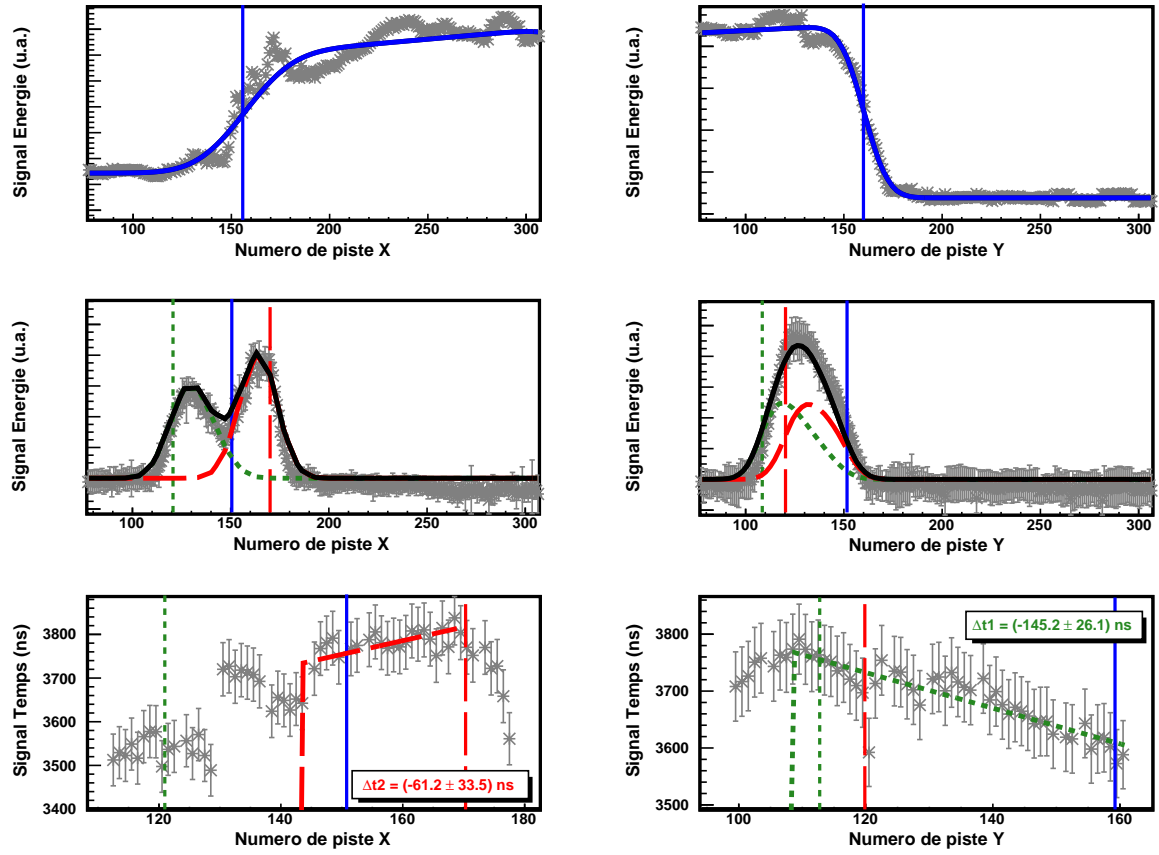 Signal Energie (u.a.)
100 150 200 250 300
Numero de piste X
Signal Energie (u.a.)
100 150 200 250 300
Numero de piste Y
Signal Energie (u.a.)
100 150 200 250 300
Numero de piste X
Signal Energie (u.a.)
100 150 200 250 300
Numero de piste Y
Signal Temps (ns)
3800
3700
3600
3500
3400
Δt2 = (-61.2 ± 33.5) ns
120 140 160 180
Numero de piste X
Signal Temps (ns)
3800
3700
3600
3500
Δt1 = (-145.2 ± 26.1) ns
100 120 140 160
Numero de piste Y